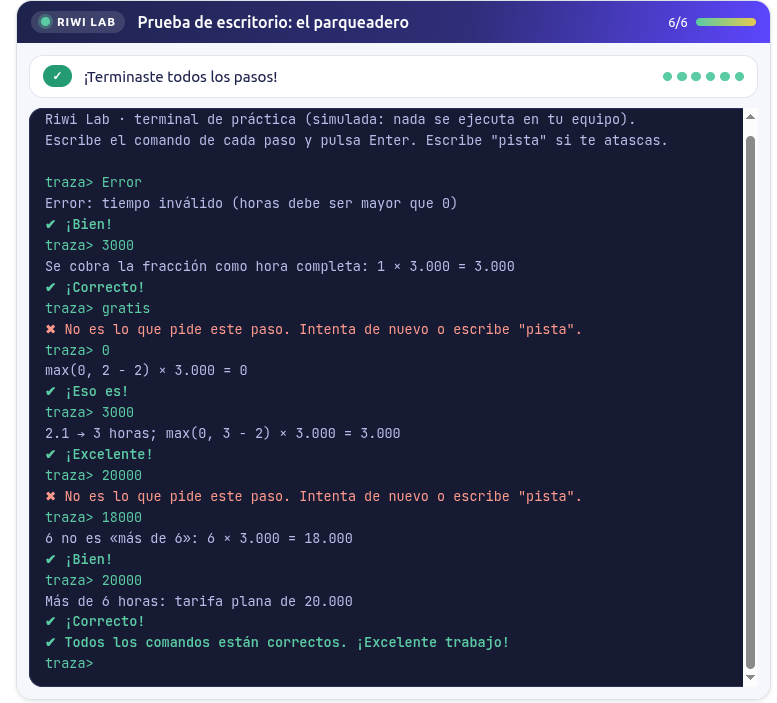 RIWI LAB Prueba de escritorio: el parqueadero 6/6
✓ ¡Terminaste todos los pasos!
Riwi Lab · terminal de práctica (simulada: nada se ejecuta en tu equipo).
Escribe el comando de cada paso y pulsa Enter. Escribe "pista" si te atascas.
traza> Error
Error: tiempo inválido (horas debe ser mayor que 0)
✔ ¡Bien!
traza> 3000
Se cobra la fracción como hora completa: 1 × 3.000 = 3.000
✔ ¡Correcto!
traza> gratis
✖ No es lo que pide este paso. Intenta de nuevo o escribe "pista".
traza> 0
max(0, 2 - 2) × 3.000 = 0
✔ ¡Eso es!
traza> 3000
2.1 → 3 horas; max(0, 3 - 2) × 3.000 = 3.000
✔ ¡Excelente!
traza> 20000
✖ No es lo que pide este paso. Intenta de nuevo o escribe "pista".
traza> 18000
6 no es «más de 6»: 6 × 3.000 = 18.000
✔ ¡Bien!
traza> 20000
Más de 6 horas: tarifa plana de 20.000
✔ ¡Correcto!
✔ Todos los comandos están correctos. ¡Excelente trabajo!
traza>